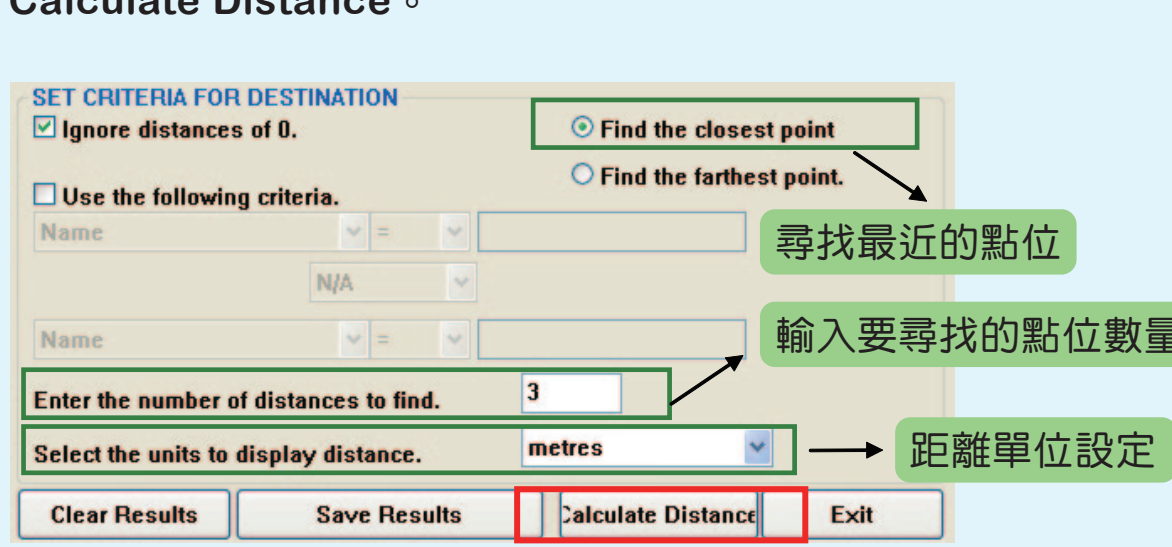 Calculate Distance。
SET CRITERIA FOR DESTINATION
Ignore distances of 0.
Find the closest point
Find the farthest point.
Use the following criteria.
Name = 
尋找最近的點位
N/A
Name =
輸入要尋找的點位數量
Enter the number of distances to find. 3
Select the units to display distance. metres
距離單位設定
Clear Results Save Results Calculate Distance Exit